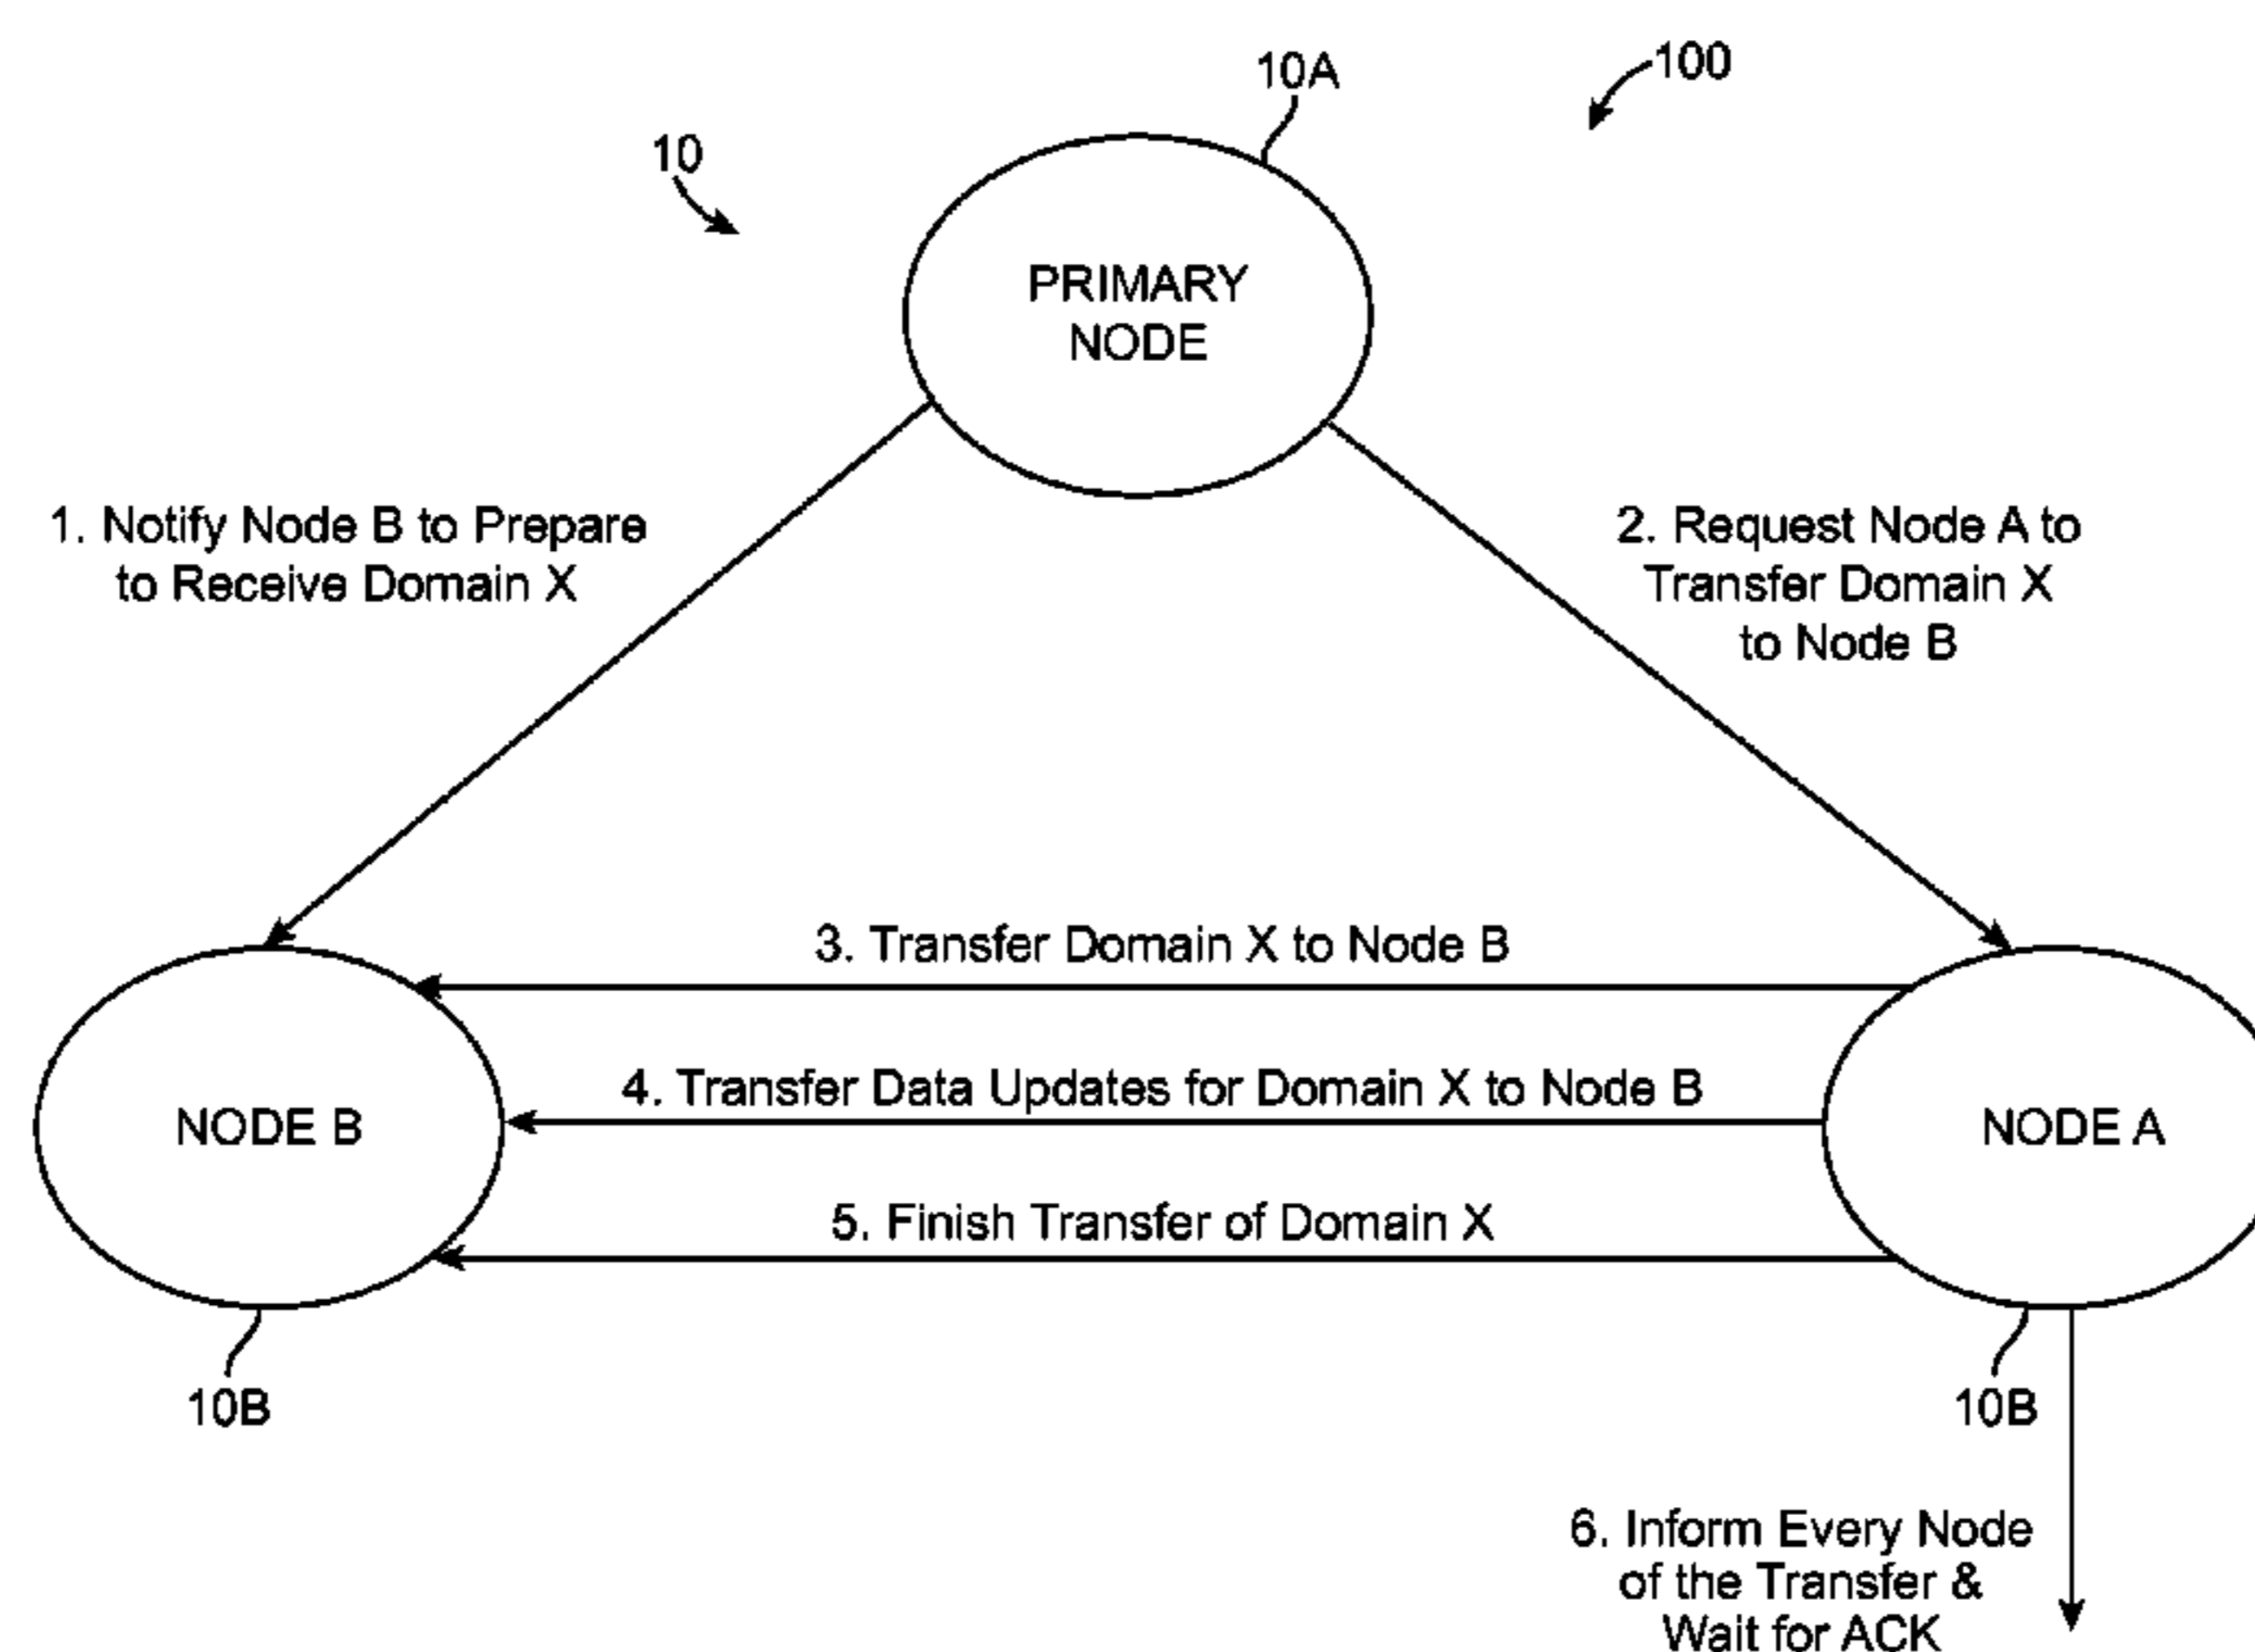 10A
100
10
PRIMARY
NODE
1. Notify Node B to Prepare
to Receive Domain X
2. Request Node A to
Transfer Domain X
to Node B
3. Transfer Domain X to Node B
4. Transfer Data Updates for Domain X to Node B
NODE B
NODE A
5. Finish Transfer of Domain X
10B
10B
6. Inform Every Node
of the Transfer &
Wait for ACK